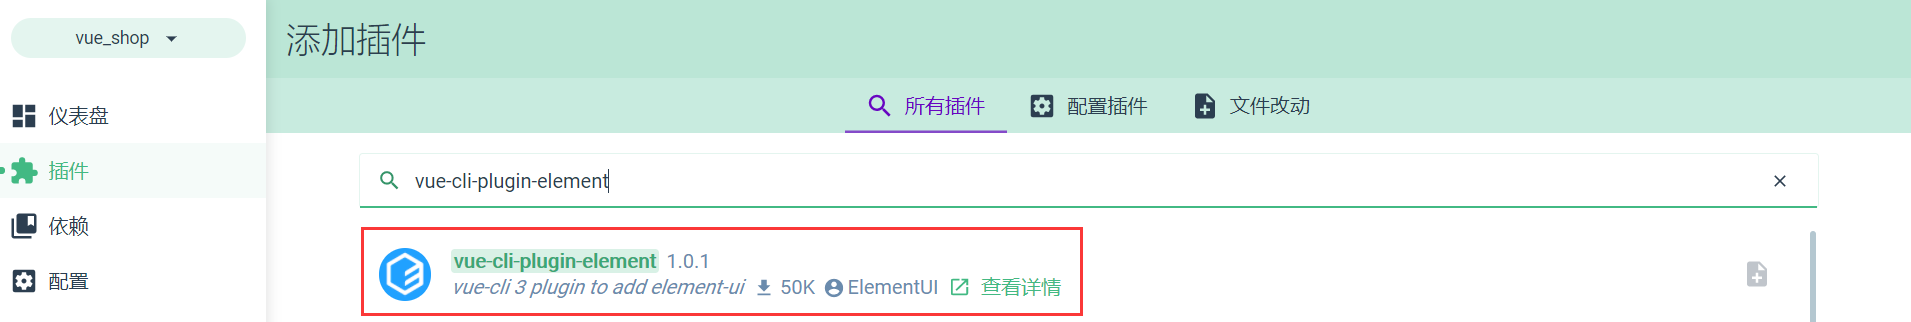 vue_shop
添加插件
仪表盘
插件
依赖
配置
所有插件
配置插件
文件改动
vue-cli-plugin-element
vue-cli-plugin-element 1.0.1
vue-cli 3 plugin to add element-ui 50K ElementUI 查看详情